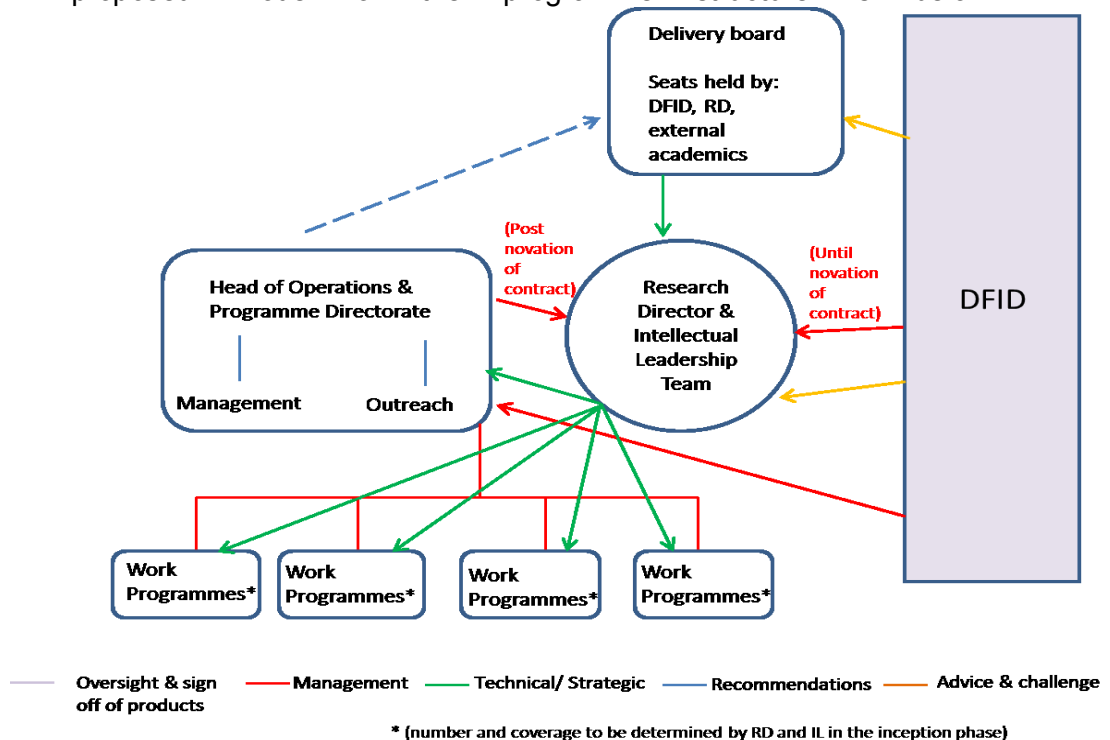 Delivery board
Seats held by:
DFID, RD,
external
academics
(Post
novation
of
contract)
(Until
novation
of
contract)
Head of Operations &
Programme Directorate
Management
Outreach
Research
Director &
Intellectual
Leadership
Team
DFID
Work
Programmes*
Work
Programmes*
Work
Programmes*
Work
Programmes*
Oversight & sign
off of products
Management
Technical/ Strategic
Recommendations
Advice & challenge
* (number and coverage to be determined by RD and IL in the inception phase)